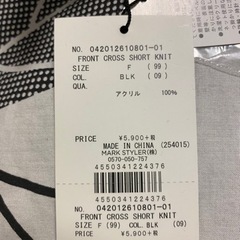 NO. 042012610801-01
FRONT CROSS SHORT KNIT
SIZE F ( 99 )
COL. BLK ( 09 )
QUA.
アクリル 100%
PRICE ¥5,900+税
MADE IN CHINA (254015)
MARK STYLER(株)
0570-050-757
4550341224376
NO. 042012610801-01
FRONT CROSS SHORT KNIT
SIZE F (99) COL. BLK (09)
4550341224376
PRICE ¥5,900+税